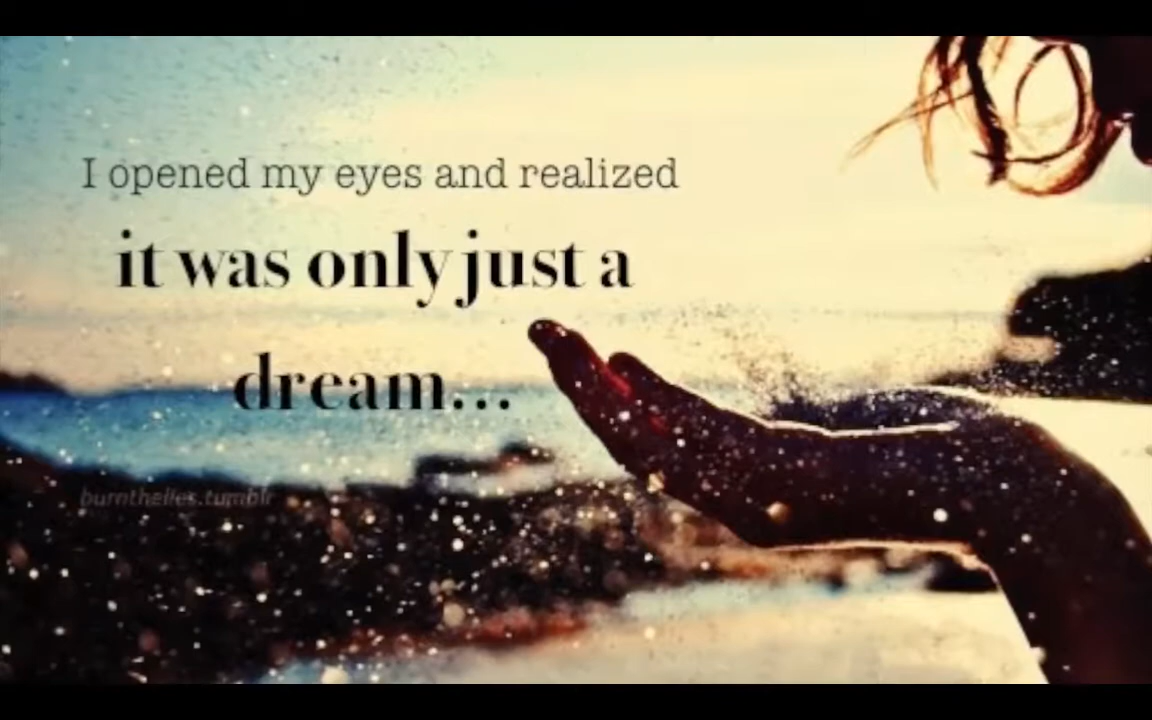 I opened my eyes and realized
it was only just a
dream...
burnthelies.tumblr